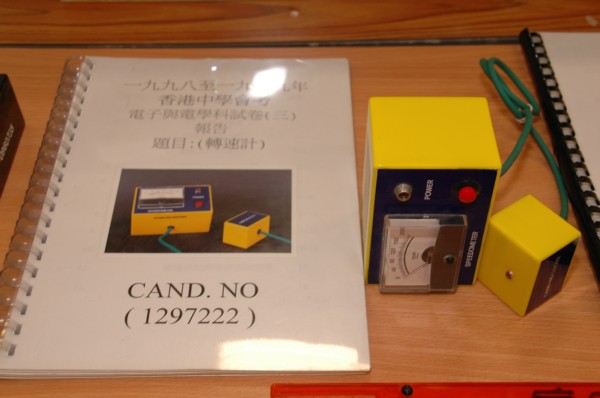 一九九八至一九九九年
香港中學會考
電子與電學科試卷(三)
報告
題目:(轉速計)
CAND. NO
( 1297222 )
POWER
SPEEDOMETER